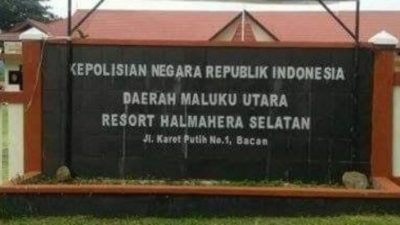 KEPOLISIAN NEGARA REPUBLIK INDONESIA
DAERAH MALUKU UTARA
RESORT HALMAHERA SELATAN
Jl. Karet Putih No.1, Bacan